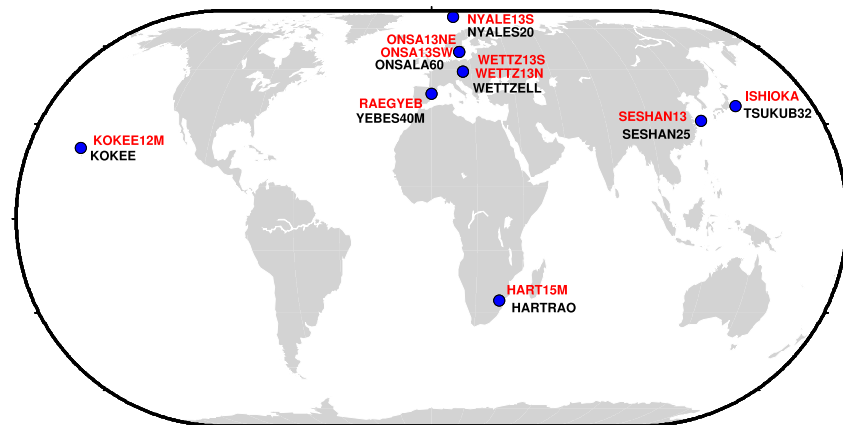 NYALE13S
NYALES20
ONSA13NE
ONSA13SW
ONSALA60
WETTZ13S
WETTZ13N
WETTZELL
RAEGYEB
YEBES40M
ISHIOKA
TSUKUB32
SESHAN13
SESHAN25
KOKEE12M
KOKEE
HART15M
HARTRAO